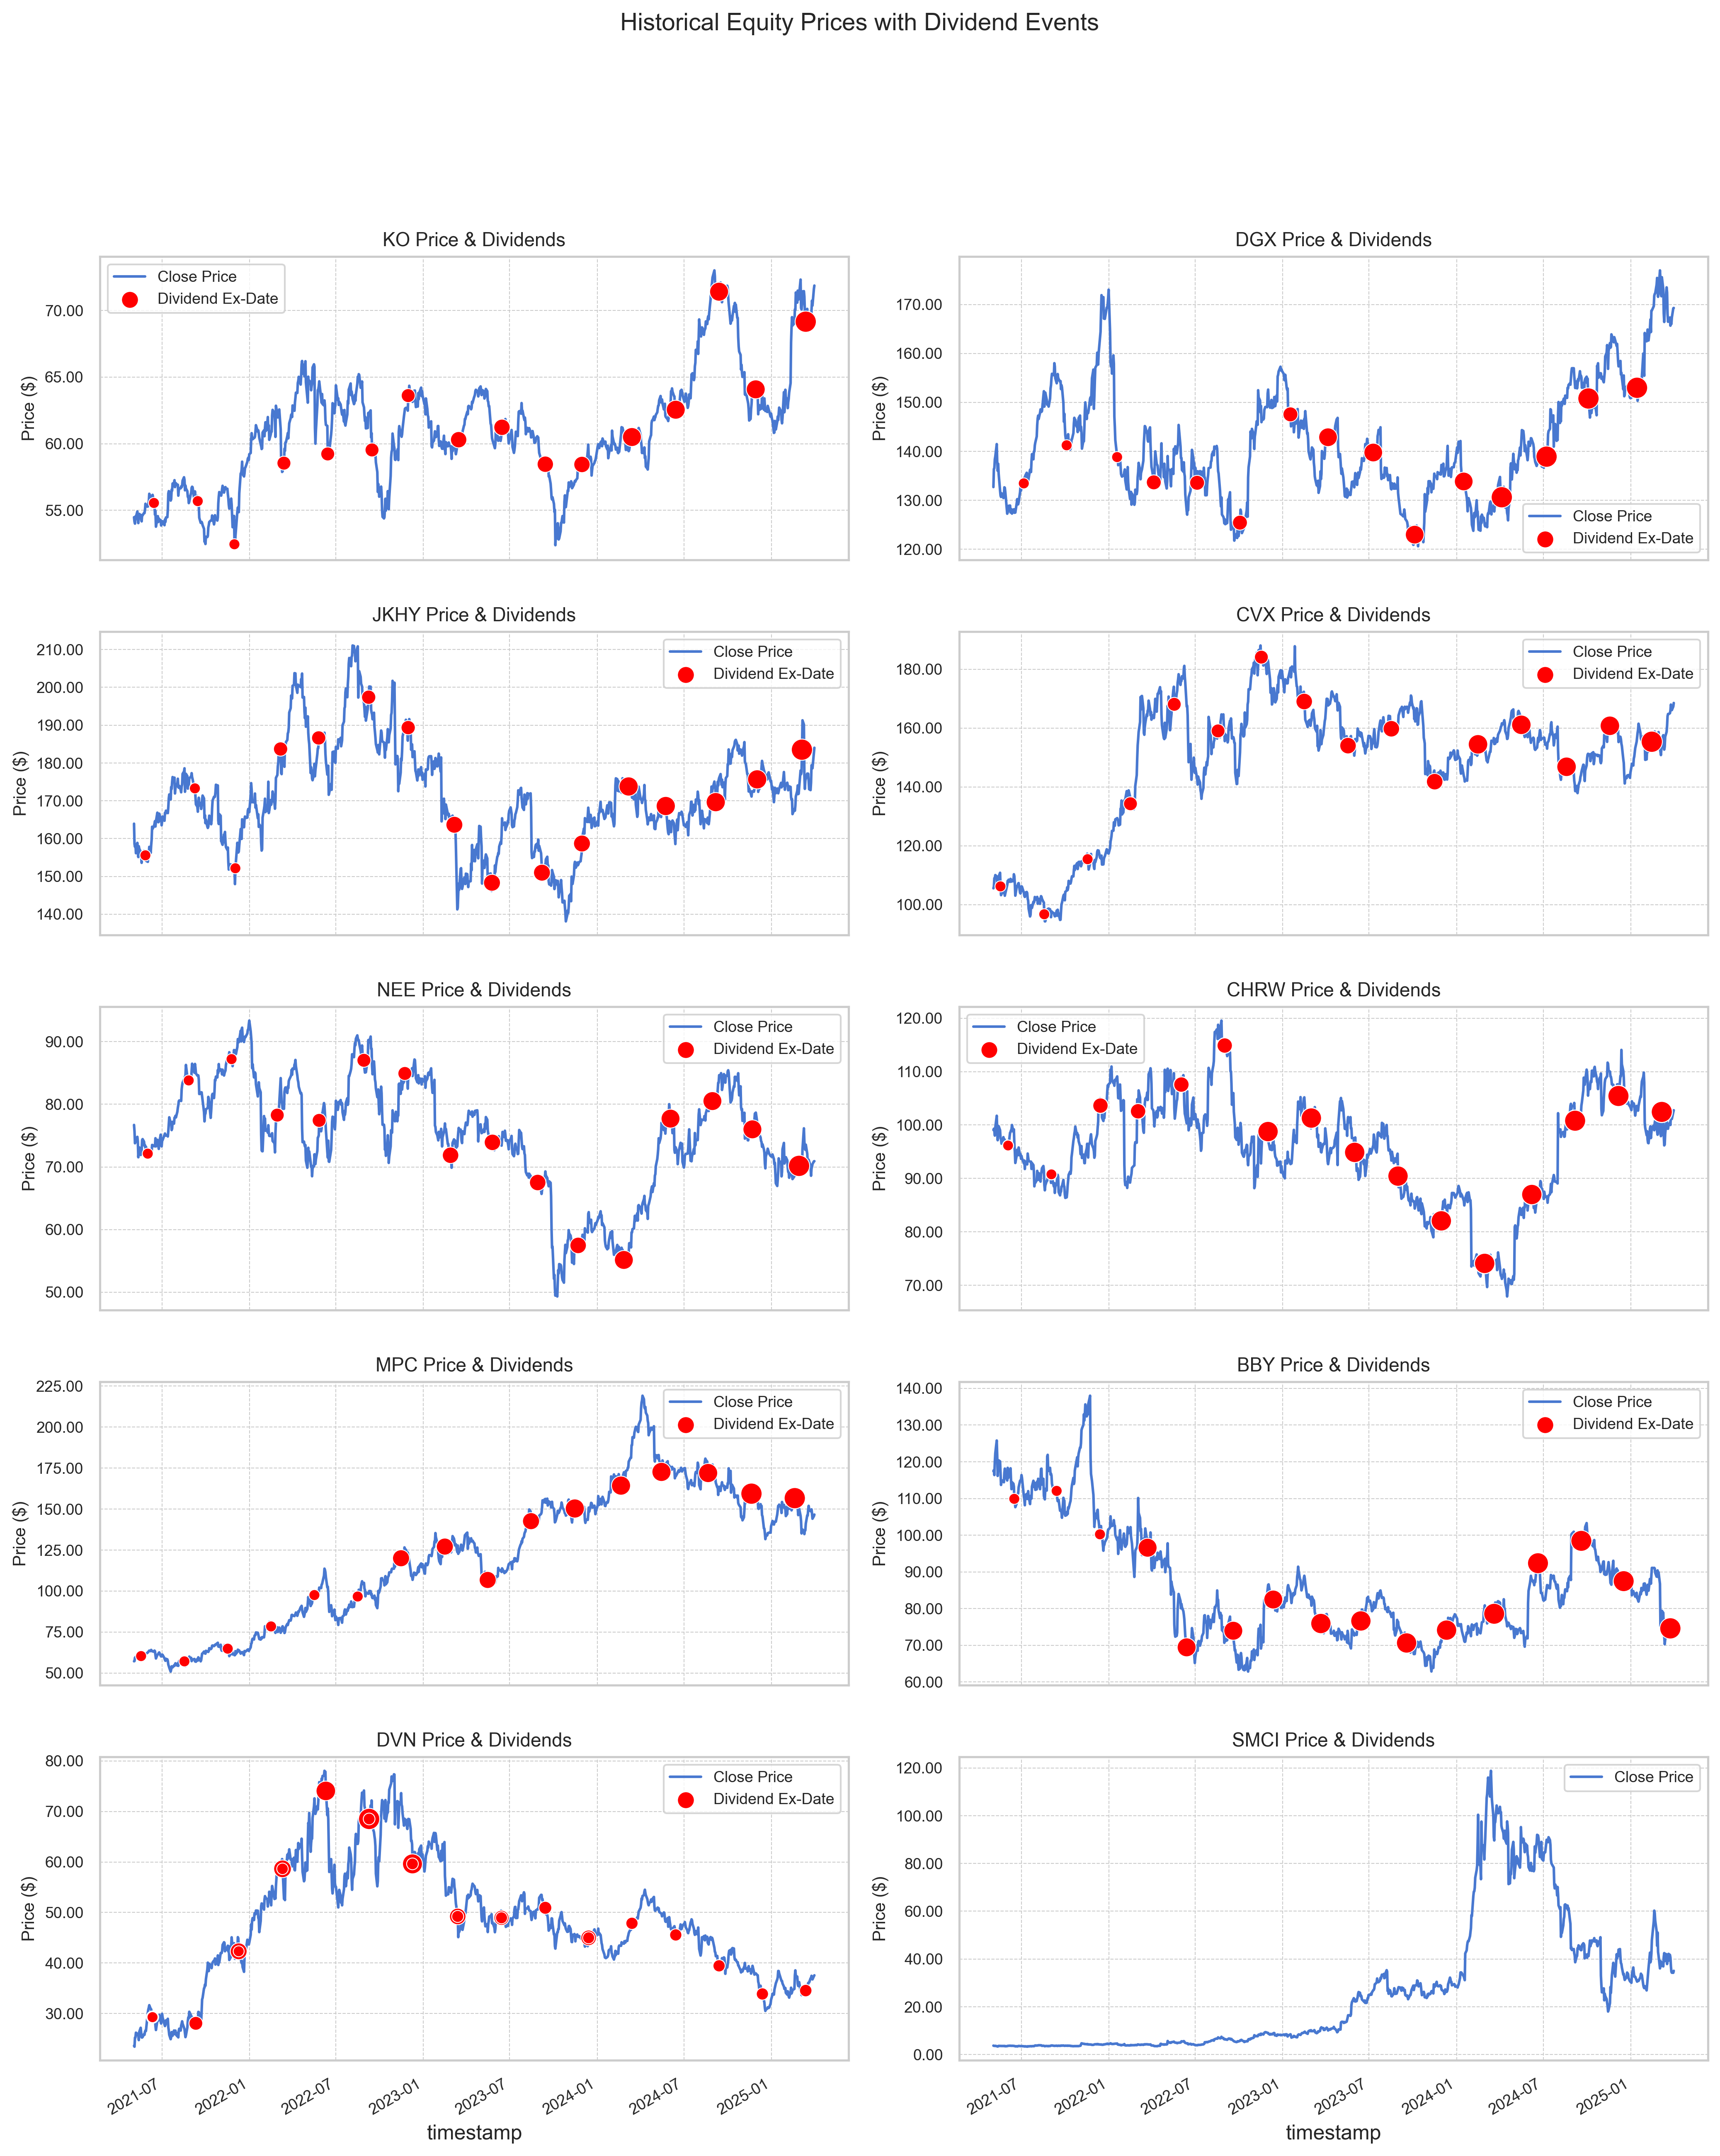 Historical Equity Prices with Dividend Events
KO Price & Dividends
Price ($)
70.00
65.00
60.00
55.00
Close Price
Dividend Ex-Date
DGX Price & Dividends
Price ($)
170.00
160.00
150.00
140.00
130.00
120.00
Close Price
Dividend Ex-Date
JKHY Price & Dividends
Price ($)
210.00
200.00
190.00
180.00
170.00
160.00
150.00
140.00
Close Price
Dividend Ex-Date
CVX Price & Dividends
Price ($)
180.00
160.00
140.00
120.00
100.00
Close Price
Dividend Ex-Date
NEE Price & Dividends
Price ($)
90.00
80.00
70.00
60.00
50.00
Close Price
Dividend Ex-Date
CHRW Price & Dividends
Price ($)
120.00
110.00
100.00
90.00
80.00
70.00
Close Price
Dividend Ex-Date
MPC Price & Dividends
Price ($)
225.00
200.00
175.00
150.00
125.00
100.00
75.00
50.00
Close Price
Dividend Ex-Date
BBY Price & Dividends
Price ($)
140.00
130.00
120.00
110.00
100.00
90.00
80.00
70.00
60.00
Close Price
Dividend Ex-Date
DVN Price & Dividends
Price ($)
80.00
70.00
60.00
50.00
40.00
30.00
Close Price
Dividend Ex-Date
2021-07
2022-01
2022-07
2023-01
2023-07
2024-01
2024-07
2025-01
timestamp
SMCI Price & Dividends
Price ($)
120.00
100.00
80.00
60.00
40.00
20.00
0.00
Close Price
2021-07
2022-01
2022-07
2023-01
2023-07
2024-01
2024-07
2025-01
timestamp